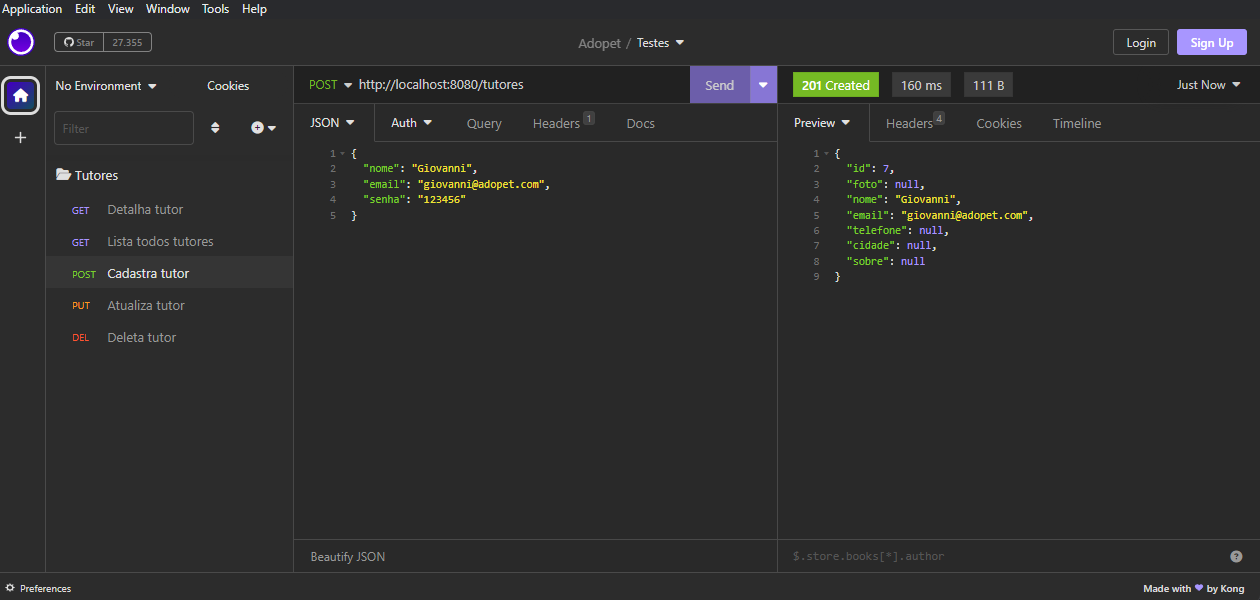 Application Edit View Window Tools Help
Star 27.355
Adopet / Testes
Login Sign Up
No Environment Cookies
Filter
Tutores
GET Detalha tutor
GET Lista todos tutores
POST Cadastra tutor
PUT Atualiza tutor
DEL Deleta tutor
POST http://localhost:8080/tutores Send
JSON Auth Query Headers 1 Docs
1 {
2 "nome": "Giovanni",
3 "email": "giovanni@adopet.com",
4 "senha": "123456"
5 }
Beautify JSON
201 Created 160 ms 111 B Just Now
Preview Headers 4 Cookies Timeline
1 {
2 "id": 7,
3 "foto": null,
4 "nome": "Giovanni",
5 "email": "giovanni@adopet.com",
6 "telefone": null,
7 "cidade": null,
8 "sobre": null
9 }
$.store.books[*].author ?
Preferences
Made with ❤ by Kong